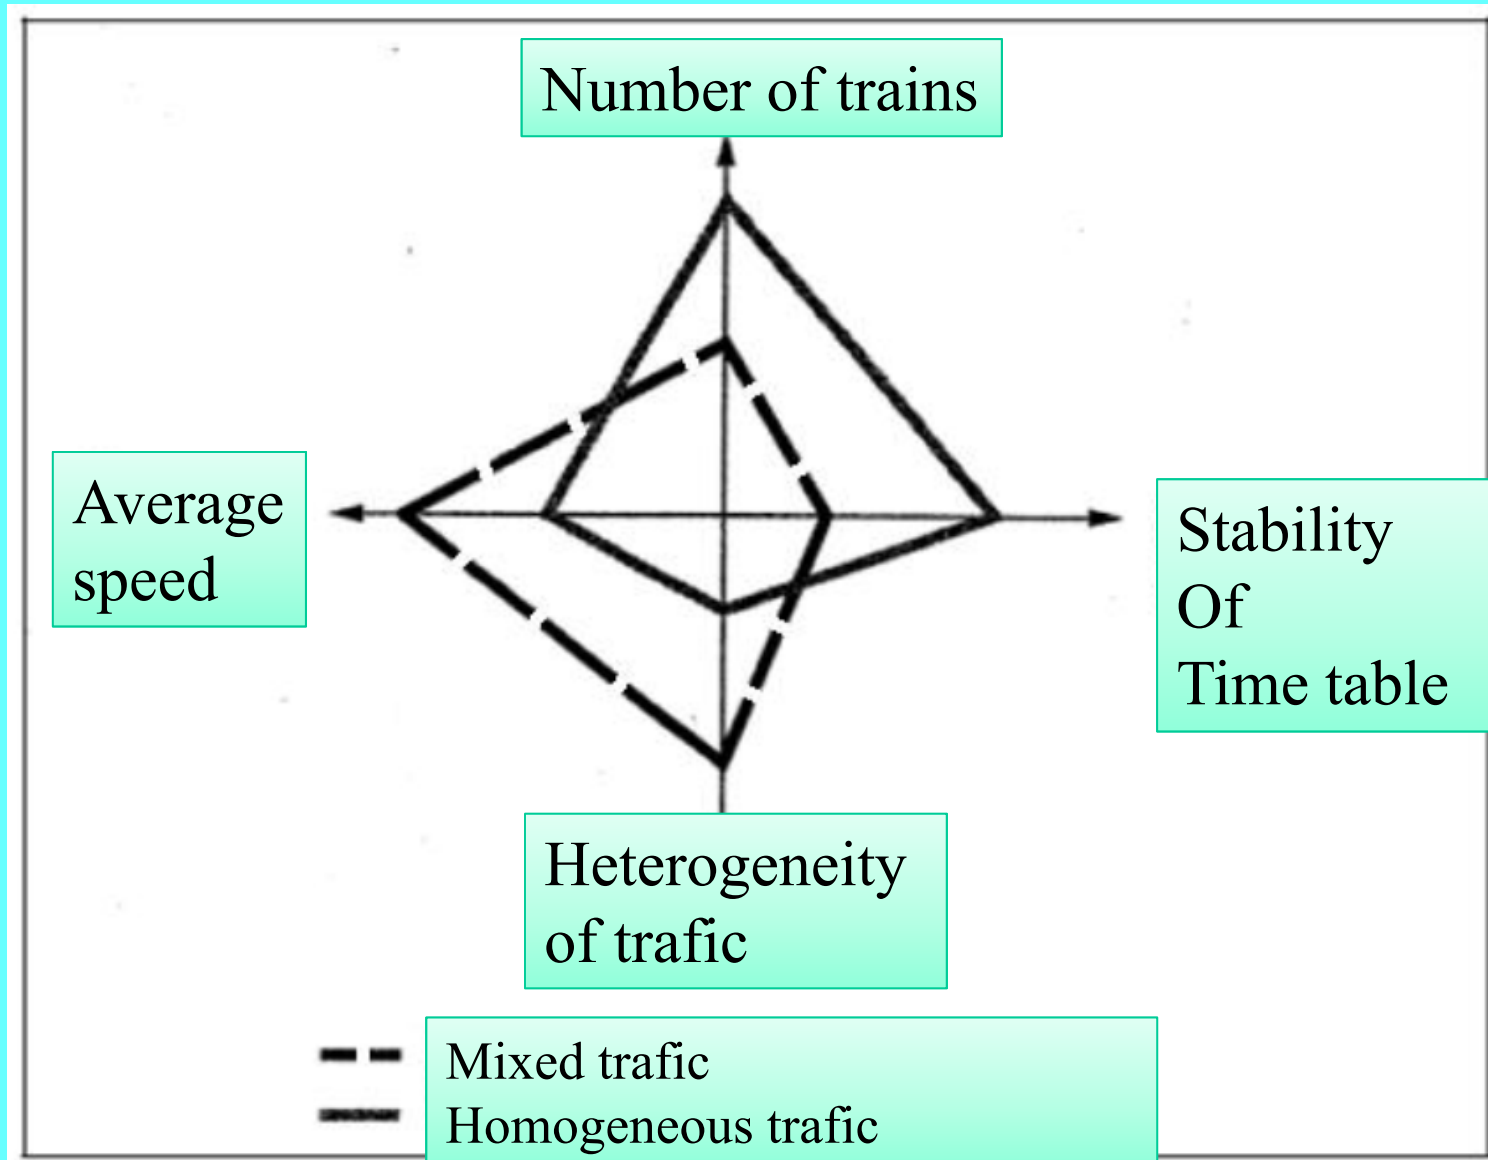 Number of trains
Average
speed
Stability
Of
Time table
Heterogeneity
of trafic
Mixed trafic
Homogeneous trafic